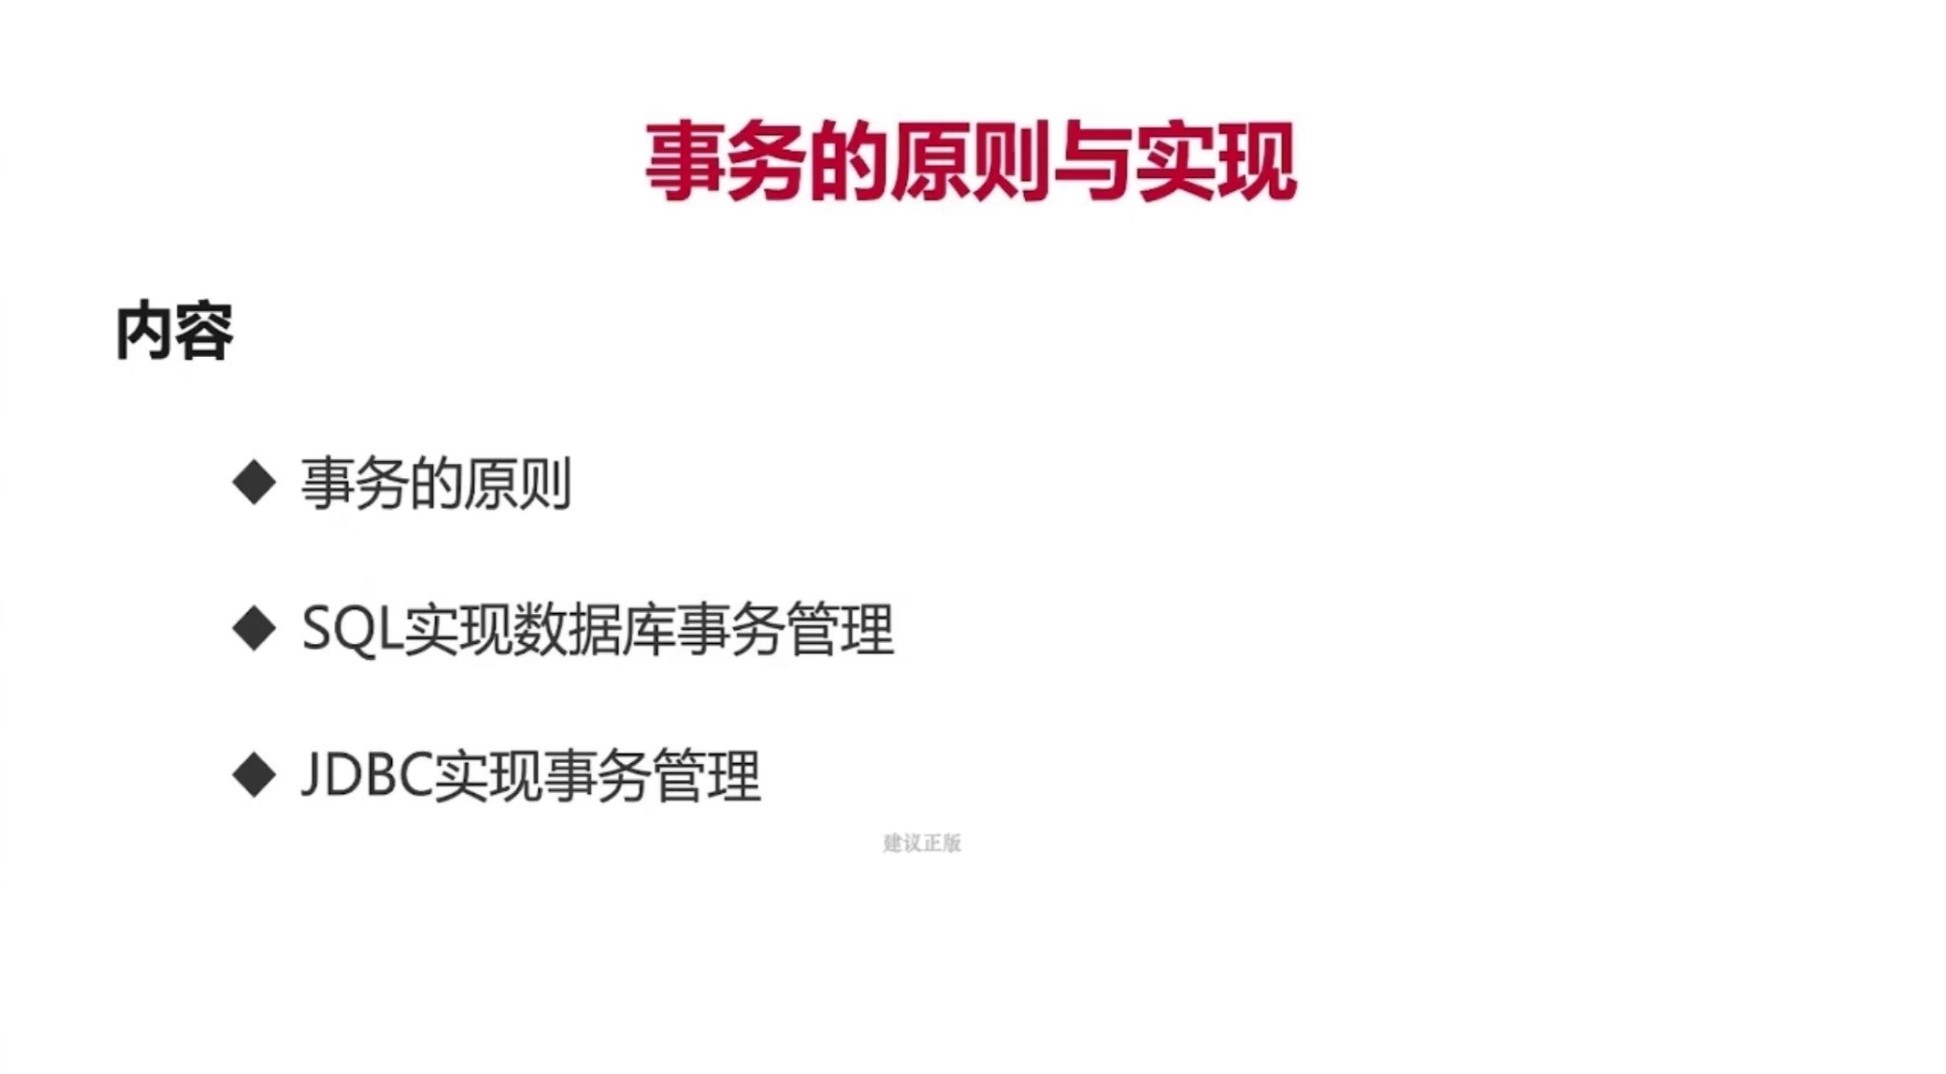 事务的原则与实现
内容
◆ 事务的原则
◆ SQL实现数据库事务管理
◆ JDBC实现事务管理
建议正版